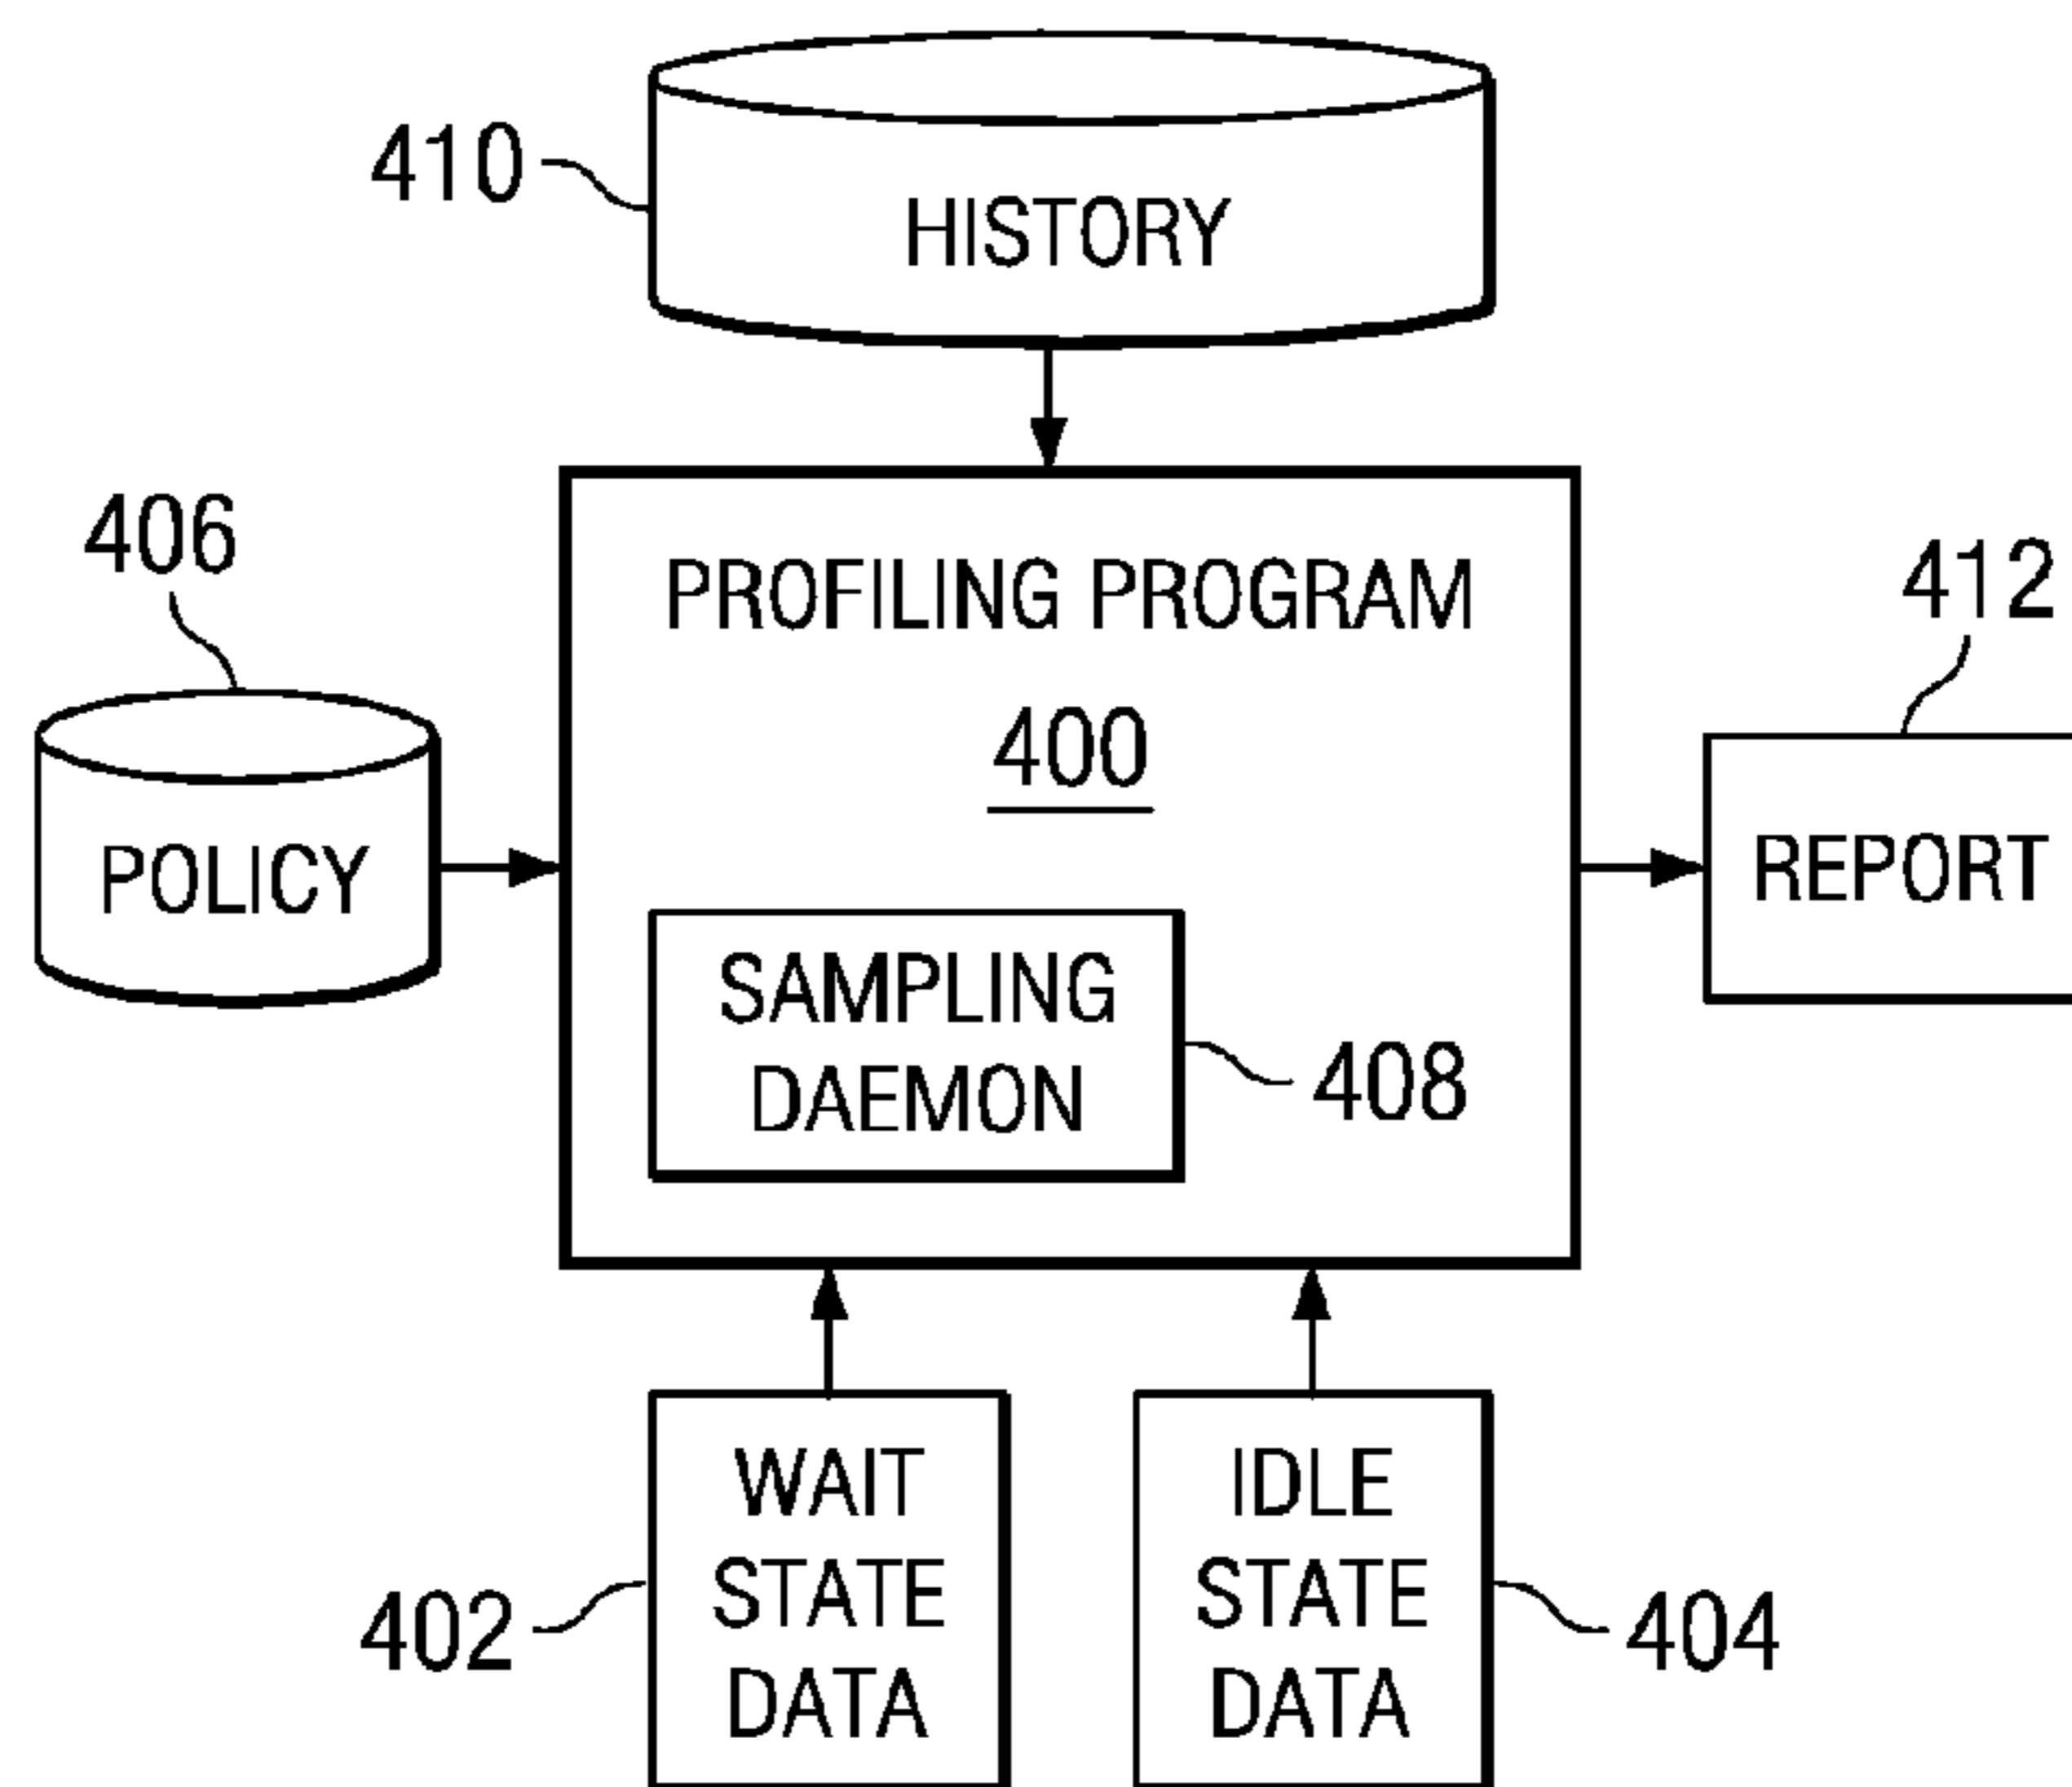 410
HISTORY
406
PROFILING PROGRAM
412
400
POLICY
REPORT
SAMPLING
DAEMON
408
WAIT
STATE
DATA
IDLE
STATE
DATA
402
404